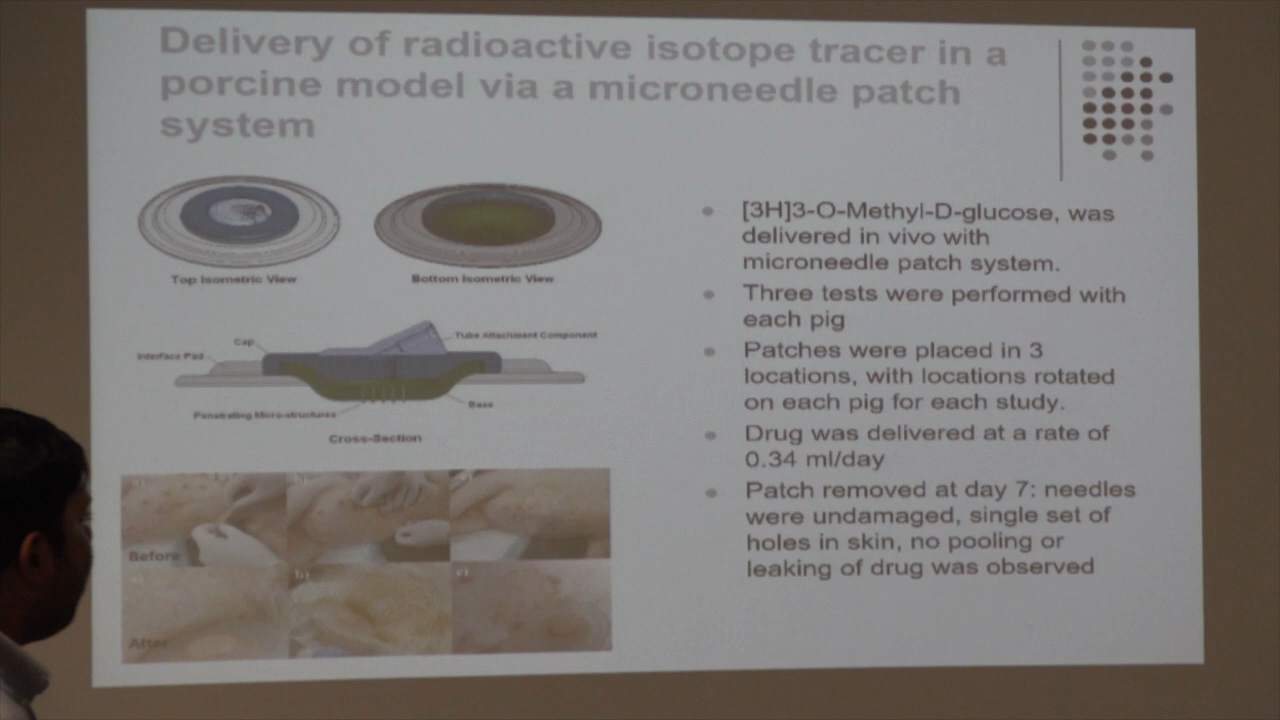 Delivery of radioactive isotope tracer in a
porcine model via a microneedle patch
system
Top Isometric View
Bottom Isometric View
Cap
Tube Attachment Component
Interface Pad
Penetrating Micro-structures
Base
Cross-Section
Before
After
b)
• [3H]3-O-Methyl-D-glucose, was
delivered in vivo with
microneedle patch system.
• Three tests were performed with
each pig
• Patches were placed in 3
locations, with locations rotated
on each pig for each study.
• Drug was delivered at a rate of
0.34 ml/day
• Patch removed at day 7: needles
were undamaged, single set of
holes in skin, no pooling or
leaking of drug was observed